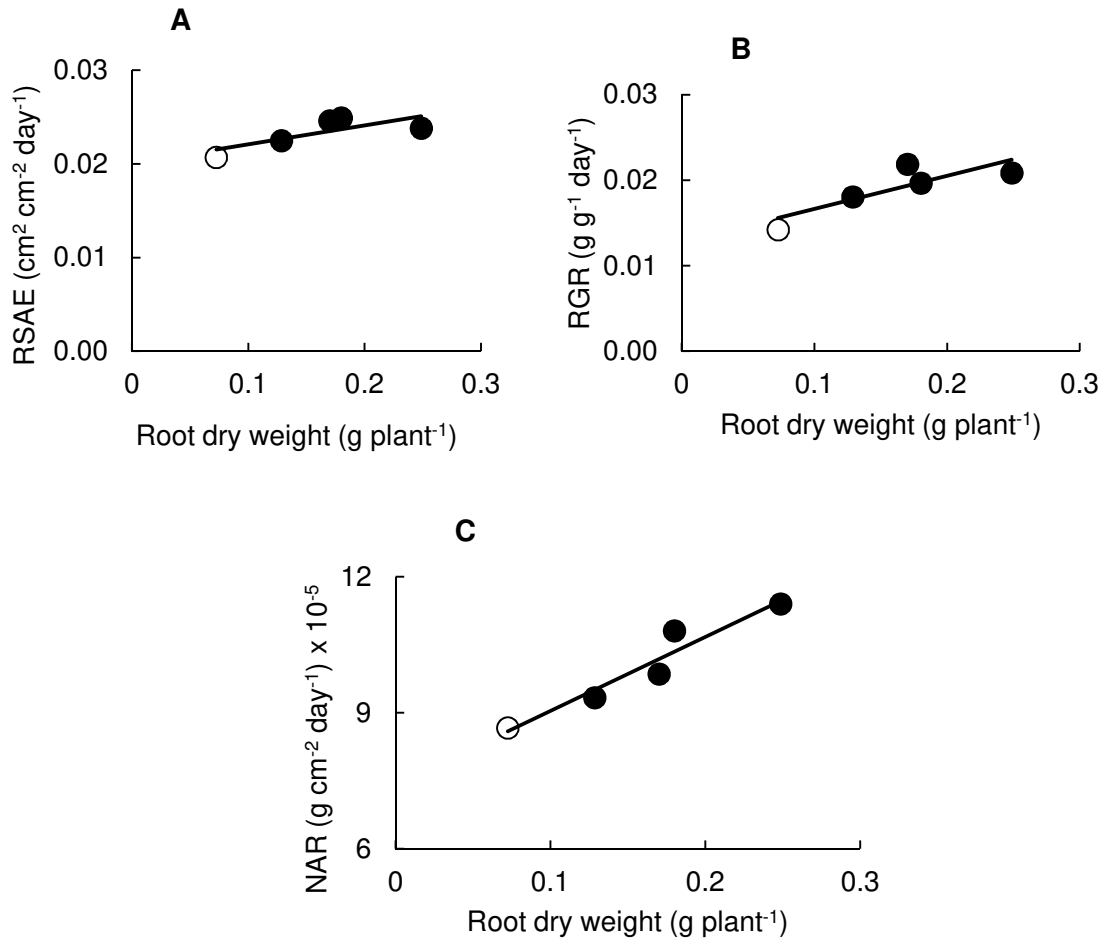 A
RSAE (cm² cm⁻² day⁻¹)
0.03
0.02
0.01
0.00
0 0.1 0.2 0.3
Root dry weight (g plant⁻¹)
B
RGR (g g⁻¹ day⁻¹)
0.03
0.02
0.01
0.00
0 0.1 0.2 0.3
Root dry weight (g plant⁻¹)
C
NAR (g cm⁻² day⁻¹) x 10⁻⁵
12
9
6
0 0.1 0.2 0.3
Root dry weight (g plant⁻¹)